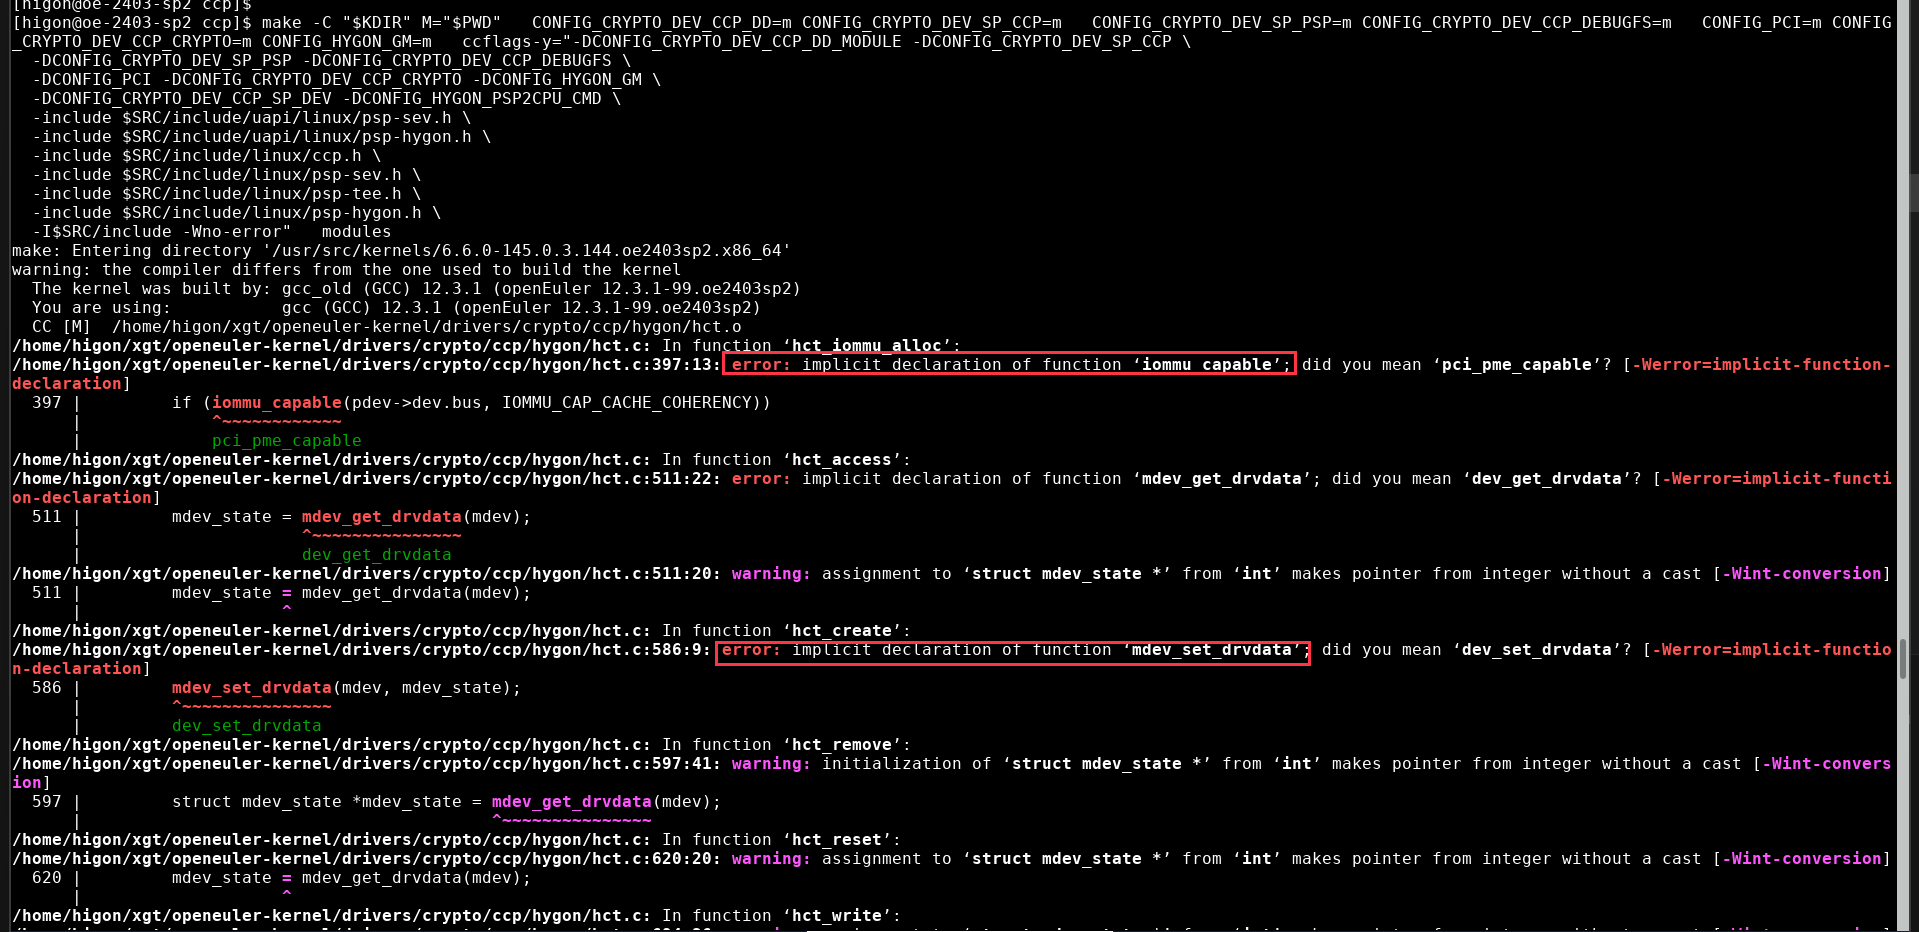 [higon@oe-2403-sp2 ccp]$
[higon@oe-2403-sp2 ccp]$ make -C "$KDIR" M="$PWD"   CONFIG_CRYPTO_DEV_CCP_DD=m CONFIG_CRYPTO_DEV_SP_CCP=m   CONFIG_CRYPTO_DEV_SP_PSP=m CONFIG_CRYPTO_DEV_CCP_DEBUGFS=m   CONFIG_PCI=m CONFIG
_CRYPTO_DEV_CCP_CRYPTO=m CONFIG_HYGON_GM=m   ccflags-y="-DCONFIG_CRYPTO_DEV_CCP_DD_MODULE -DCONFIG_CRYPTO_DEV_SP_CCP \
  -DCONFIG_CRYPTO_DEV_SP_PSP -DCONFIG_CRYPTO_DEV_CCP_DEBUGFS \
  -DCONFIG_PCI -DCONFIG_CRYPTO_DEV_CCP_CRYPTO -DCONFIG_HYGON_GM \
  -DCONFIG_CRYPTO_DEV_CCP_SP_DEV -DCONFIG_HYGON_PSP2CPU_CMD \
  -include $SRC/include/uapi/linux/psp-sev.h \
  -include $SRC/include/uapi/linux/psp-hygon.h \
  -include $SRC/include/linux/ccp.h \
  -include $SRC/include/linux/psp-sev.h \
  -include $SRC/include/linux/psp-tee.h \
  -include $SRC/include/linux/psp-hygon.h \
  -I$SRC/include -Wno-error"   modules
make: Entering directory '/usr/src/kernels/6.6.0-145.0.3.144.oe2403sp2.x86_64'
warning: the compiler differs from the one used to build the kernel
  The kernel was built by: gcc_old (GCC) 12.3.1 (openEuler 12.3.1-99.oe2403sp2)
  You are using:           gcc (GCC) 12.3.1 (openEuler 12.3.1-99.oe2403sp2)
  CC [M]  /home/higon/xgt/openeuler-kernel/drivers/crypto/ccp/hygon/hct.o
/home/higon/xgt/openeuler-kernel/drivers/crypto/ccp/hygon/hct.c: In function ‘hct_iommu_alloc’:
/home/higon/xgt/openeuler-kernel/drivers/crypto/ccp/hygon/hct.c:397:13: error: implicit declaration of function ‘iommu_capable’; did you mean ‘pci_pme_capable’? [-Werror=implicit-function-
declaration]
  397 |         if (iommu_capable(pdev->dev.bus, IOMMU_CAP_CACHE_COHERENCY))
      |             ^~~~~~~~~~~~~
      |             pci_pme_capable
/home/higon/xgt/openeuler-kernel/drivers/crypto/ccp/hygon/hct.c: In function ‘hct_access’:
/home/higon/xgt/openeuler-kernel/drivers/crypto/ccp/hygon/hct.c:511:22: error: implicit declaration of function ‘mdev_get_drvdata’; did you mean ‘dev_get_drvdata’? [-Werror=implicit-functi
on-declaration]
  511 |         mdev_state = mdev_get_drvdata(mdev);
      |                      ^~~~~~~~~~~~~~~~
      |                      dev_get_drvdata
/home/higon/xgt/openeuler-kernel/drivers/crypto/ccp/hygon/hct.c:511:20: warning: assignment to ‘struct mdev_state *’ from ‘int’ makes pointer from integer without a cast [-Wint-conversion]
  511 |         mdev_state = mdev_get_drvdata(mdev);
      |                    ^
/home/higon/xgt/openeuler-kernel/drivers/crypto/ccp/hygon/hct.c: In function ‘hct_create’:
/home/higon/xgt/openeuler-kernel/drivers/crypto/ccp/hygon/hct.c:586:9: error: implicit declaration of function ‘mdev_set_drvdata’; did you mean ‘dev_set_drvdata’? [-Werror=implicit-functio
n-declaration]
  586 |         mdev_set_drvdata(mdev, mdev_state);
      |         ^~~~~~~~~~~~~~~~
      |         dev_set_drvdata
/home/higon/xgt/openeuler-kernel/drivers/crypto/ccp/hygon/hct.c: In function ‘hct_remove’:
/home/higon/xgt/openeuler-kernel/drivers/crypto/ccp/hygon/hct.c:597:41: warning: initialization of ‘struct mdev_state *’ from ‘int’ makes pointer from integer without a cast [-Wint-convers
ion]
  597 |         struct mdev_state *mdev_state = mdev_get_drvdata(mdev);
      |                                         ^~~~~~~~~~~~~~~~
/home/higon/xgt/openeuler-kernel/drivers/crypto/ccp/hygon/hct.c: In function ‘hct_reset’:
/home/higon/xgt/openeuler-kernel/drivers/crypto/ccp/hygon/hct.c:620:20: warning: assignment to ‘struct mdev_state *’ from ‘int’ makes pointer from integer without a cast [-Wint-conversion]
  620 |         mdev_state = mdev_get_drvdata(mdev);
      |                    ^
/home/higon/xgt/openeuler-kernel/drivers/crypto/ccp/hygon/hct.c: In function ‘hct_write’: